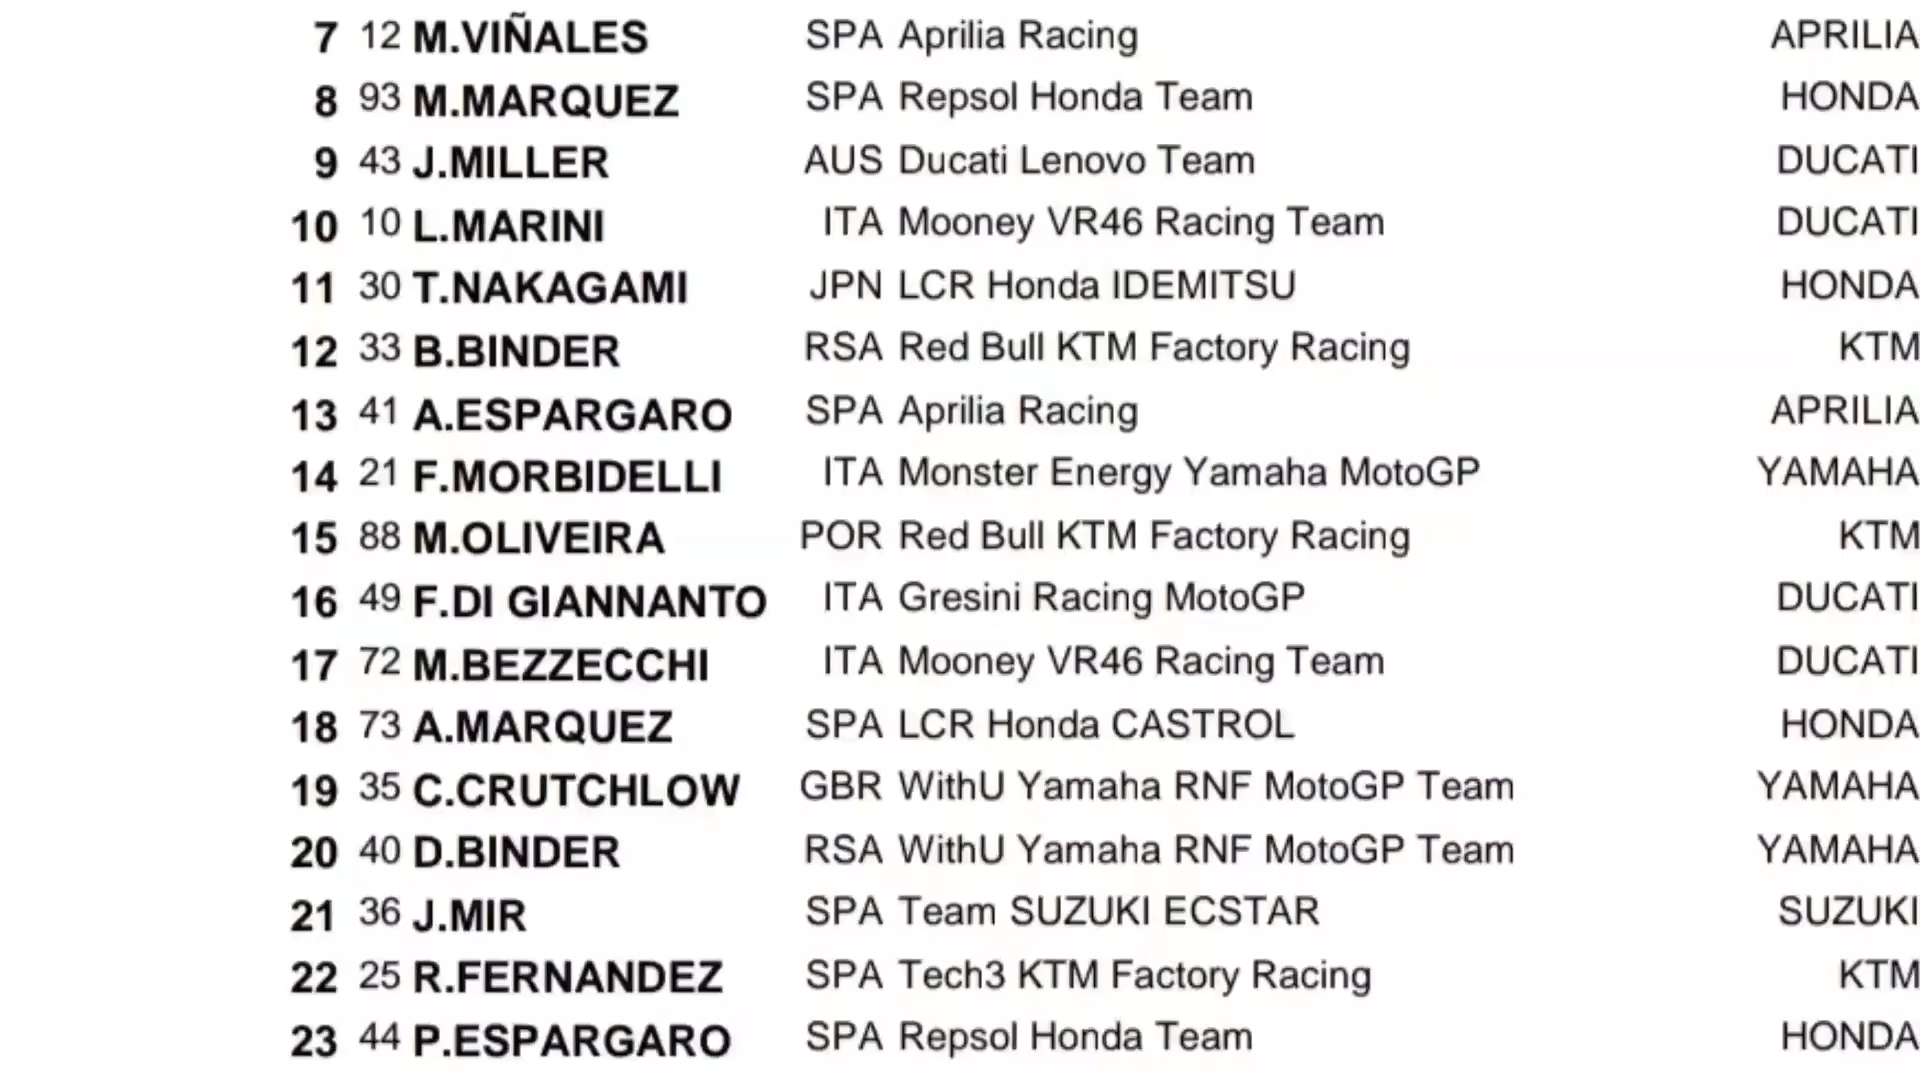 7 12 M.VIÑALES SPA Aprilia Racing APRILIA
8 93 M.MARQUEZ SPA Repsol Honda Team HONDA
9 43 J.MILLER AUS Ducati Lenovo Team DUCATI
10 10 L.MARINI ITA Mooney VR46 Racing Team DUCATI
11 30 T.NAKAGAMI JPN LCR Honda IDEMITSU HONDA
12 33 B.BINDER RSA Red Bull KTM Factory Racing KTM
13 41 A.ESPARGARO SPA Aprilia Racing APRILIA
14 21 F.MORBIDELLI ITA Monster Energy Yamaha MotoGP YAMAHA
15 88 M.OLIVEIRA POR Red Bull KTM Factory Racing KTM
16 49 F.DI GIANNANTO ITA Gresini Racing MotoGP DUCATI
17 72 M.BEZZECCHI ITA Mooney VR46 Racing Team DUCATI
18 73 A.MARQUEZ SPA LCR Honda CASTROL HONDA
19 35 C.CRUTCHLOW GBR WithU Yamaha RNF MotoGP Team YAMAHA
20 40 D.BINDER RSA WithU Yamaha RNF MotoGP Team YAMAHA
21 36 J.MIR SPA Team SUZUKI ECSTAR SUZUKI
22 25 R.FERNANDEZ SPA Tech3 KTM Factory Racing KTM
23 44 P.ESPARGARO SPA Repsol Honda Team HONDA